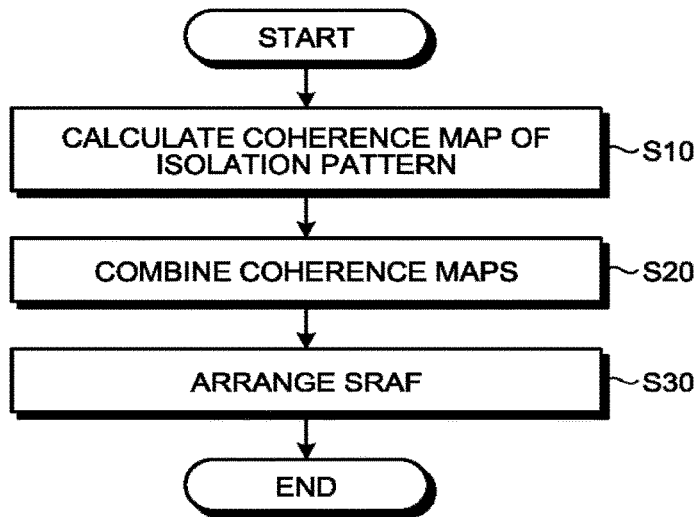 START
CALCULATE COHERENCE MAP OF
ISOLATION PATTERN
S10
COMBINE COHERENCE MAPS
S20
ARRANGE SRAF
S30
END